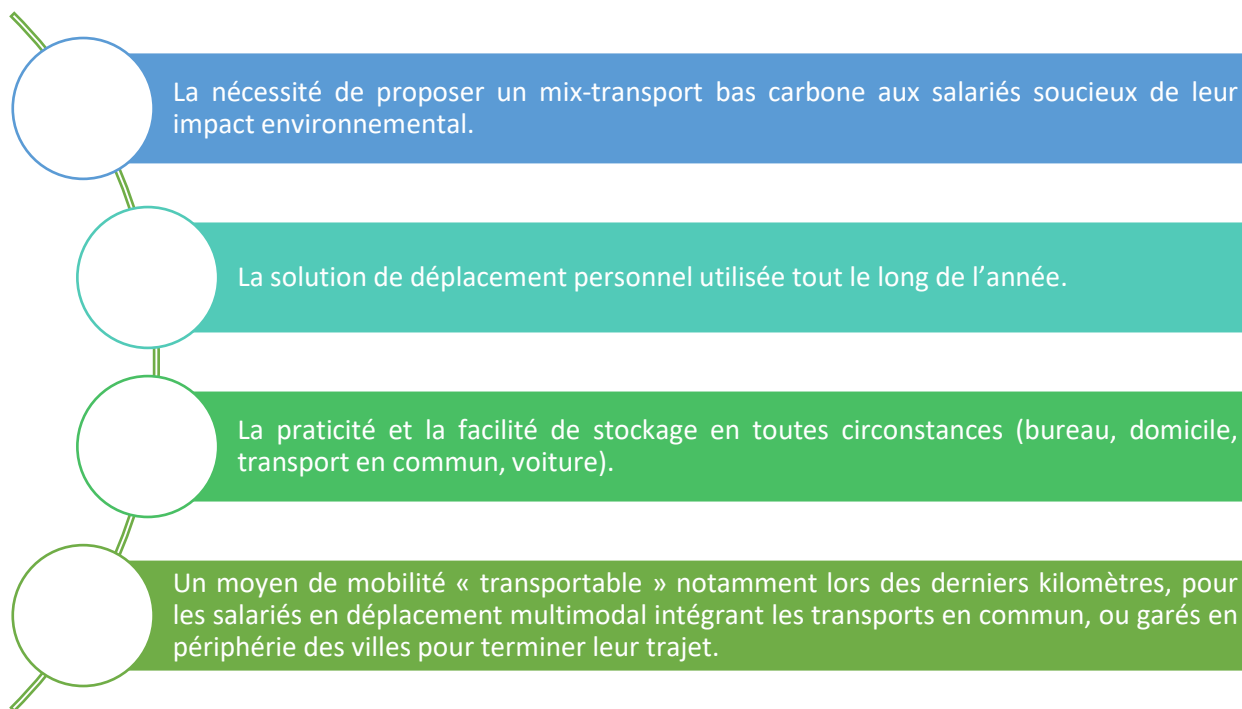 La nécessité de proposer un mix-transport bas carbone aux salariés soucieux de leur
impact environnemental.
La solution de déplacement personnel utilisée tout le long de l’année.
La praticité et la facilité de stockage en toutes circonstances (bureau, domicile,
transport en commun, voiture).
Un moyen de mobilité « transportable » notamment lors des derniers kilomètres, pour
les salariés en déplacement multimodal intégrant les transports en commun, ou garés en
périphérie des villes pour terminer leur trajet.